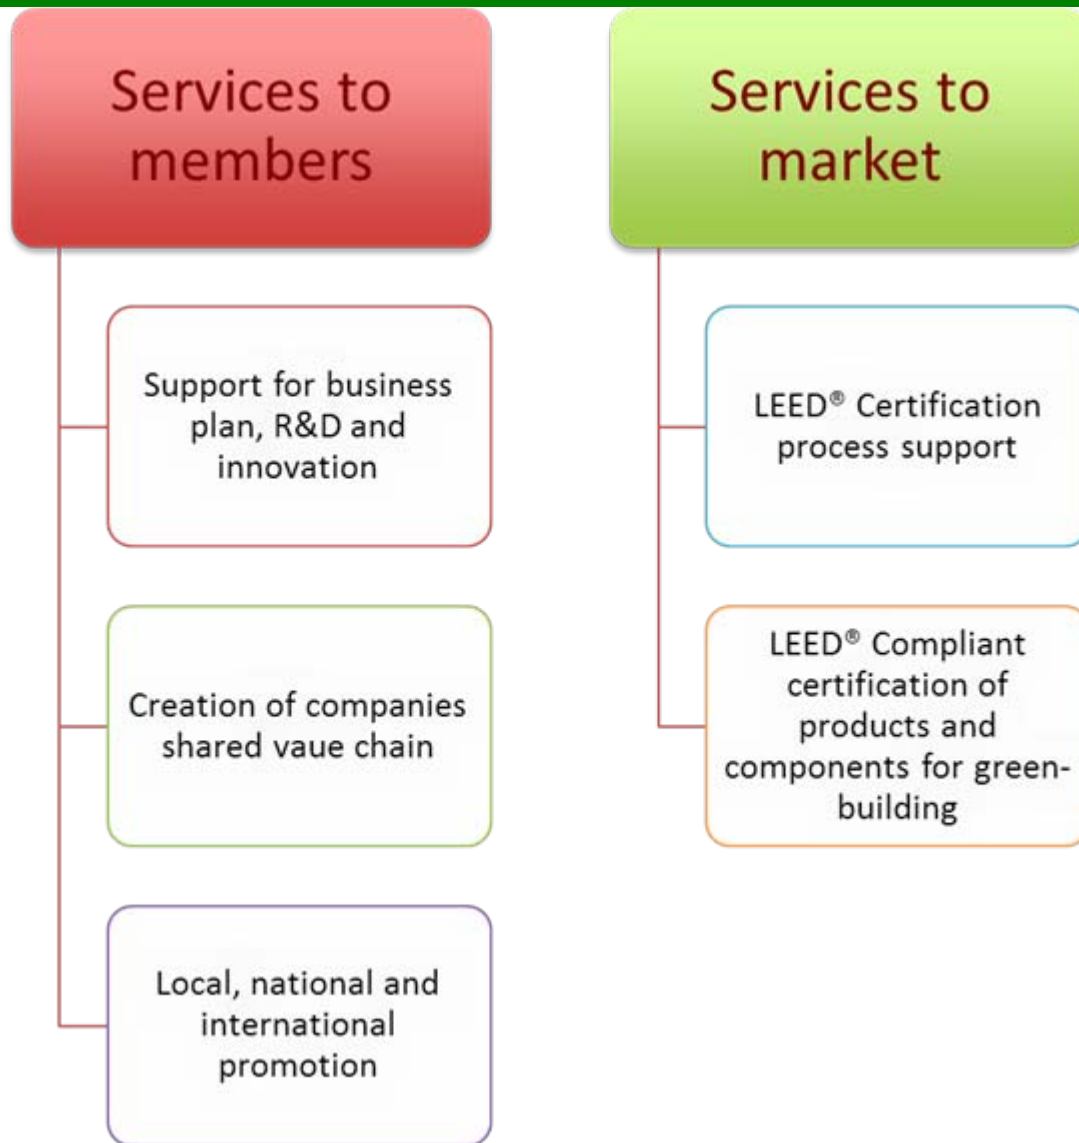 Services to
members
Support for business
plan, R&D and
innovation
Creation of companies
shared vaue chain
Local, national and
international
promotion
Services to
market
LEED® Certification
process support
LEED® Compliant
certification of
products and
components for green-
building